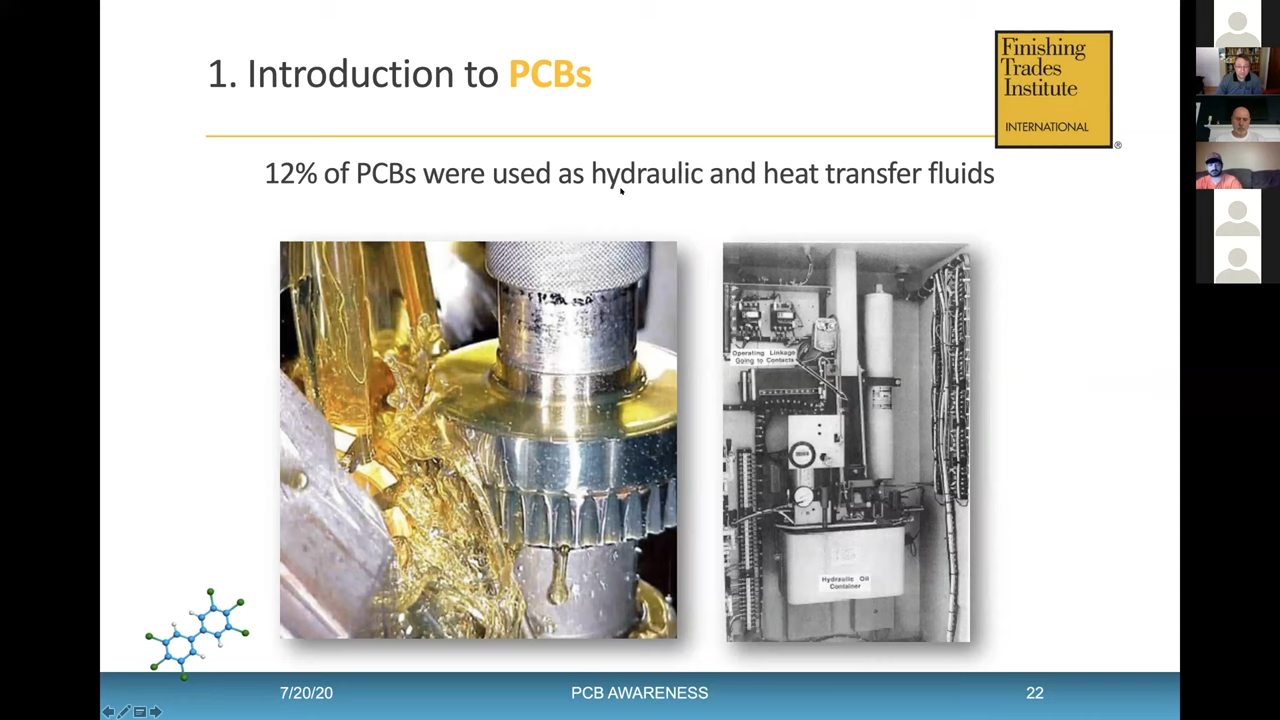 1. Introduction to PCBs
Finishing
Trades
Institute
INTERNATIONAL
®
12% of PCBs were used as hydraulic and heat transfer fluids
Operating Linkage
Going to Contacts
Hydraulic Oil
Container
7/20/20
PCB AWARENESS
22